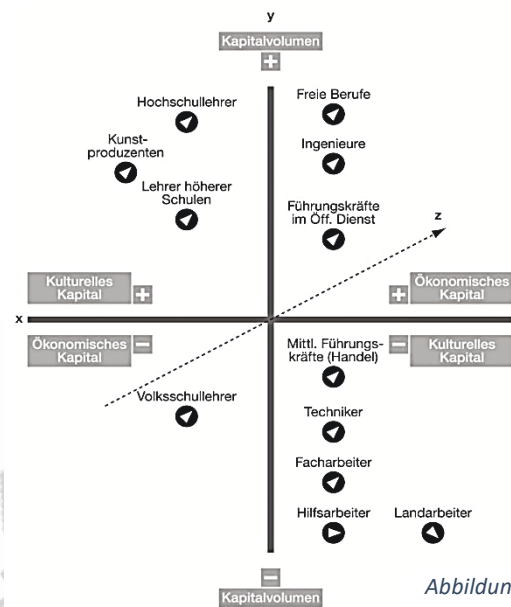 y
Kapitalvolumen
+
Hochschullehrer
Freie Berufe
Kunst-
produzenten
Ingenieure
Lehrer höherer
Schulen
Führungskräfte
im Öff. Dienst
z
Kulturelles
Kapital
+
+
Ökonomisches
Kapital
x
Ökonomisches
Kapital
−
Mittl. Führungs-
kräfte (Handel)
−
Kulturelles
Kapital
Volksschullehrer
Techniker
Facharbeiter
Hilfsarbeiter
Landarbeiter
−
Kapitalvolumen
Abbildun